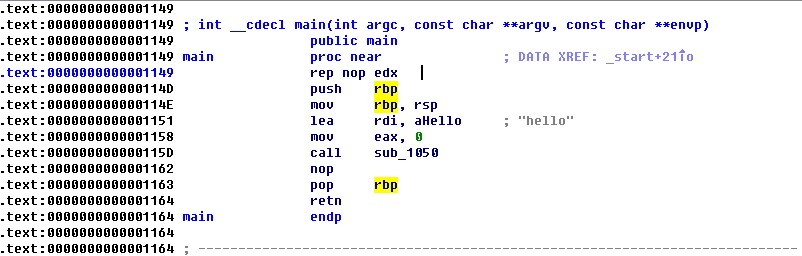 .text:0000000000001149
.text:0000000000001149 ; int __cdecl main(int argc, const char **argv, const char **envp)
.text:0000000000001149                 public main
.text:0000000000001149 main            proc near               ; DATA XREF: _start+21↑o
.text:0000000000001149                 rep nop edx
.text:000000000000114D                 push    rbp
.text:000000000000114E                 mov     rbp, rsp
.text:0000000000001151                 lea     rdi, aHello     ; "hello"
.text:0000000000001158                 mov     eax, 0
.text:000000000000115D                 call    sub_1050
.text:0000000000001162                 nop
.text:0000000000001163                 pop     rbp
.text:0000000000001164                 retn
.text:0000000000001164 main            endp
.text:0000000000001164
.text:0000000000001164 ; ---------------------------------------------------------------------------